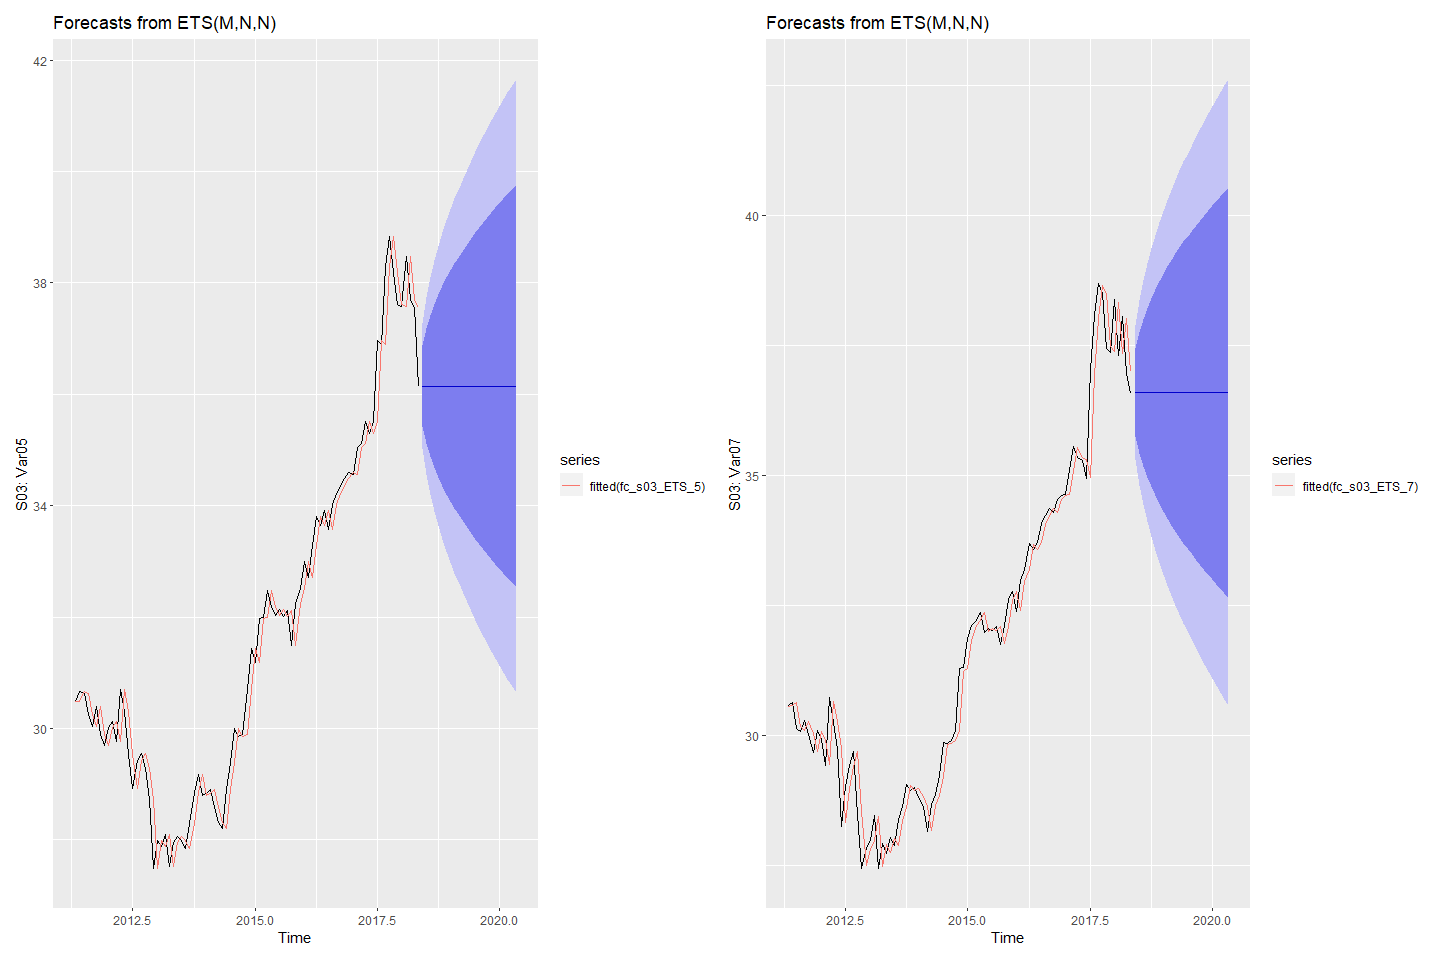 Forecasts from ETS(M,N,N)
42
38
34
30
S03: Var05
2012.5 2015.0 2017.5 2020.0
Time
series
fitted(fc_s03_ETS_5)
Forecasts from ETS(M,N,N)
40
35
30
S03: Var07
2012.5 2015.0 2017.5 2020.0
Time
series
fitted(fc_s03_ETS_7)